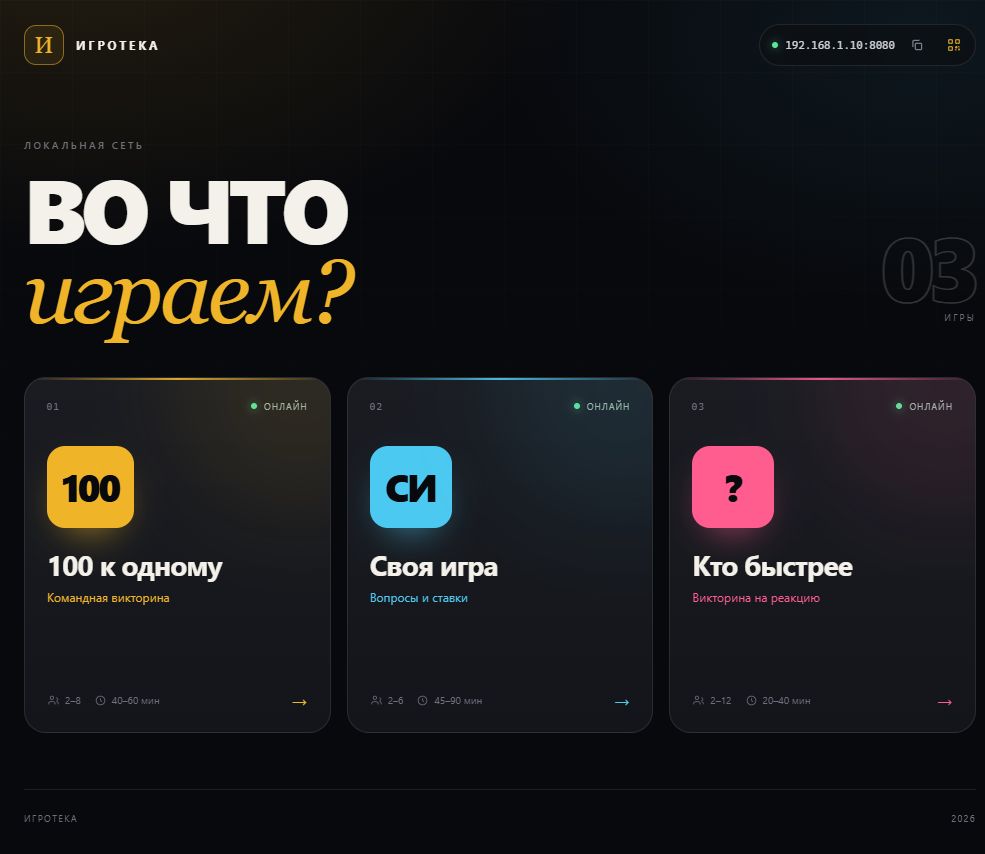 И ИГРОТЕКА
192.168.1.10:8080
ЛОКАЛЬНАЯ СЕТЬ
ВО ЧТО
играем?
03
ИГРЫ
01 ОНЛАЙН
100
100 к одному
Командная викторина
2–8 40–60 мин →
02 ОНЛАЙН
СИ
Своя игра
Вопросы и ставки
2–6 45–90 мин →
03 ОНЛАЙН
?
Кто быстрее
Викторина на реакцию
2–12 20–40 мин →
ИГРОТЕКА 2026